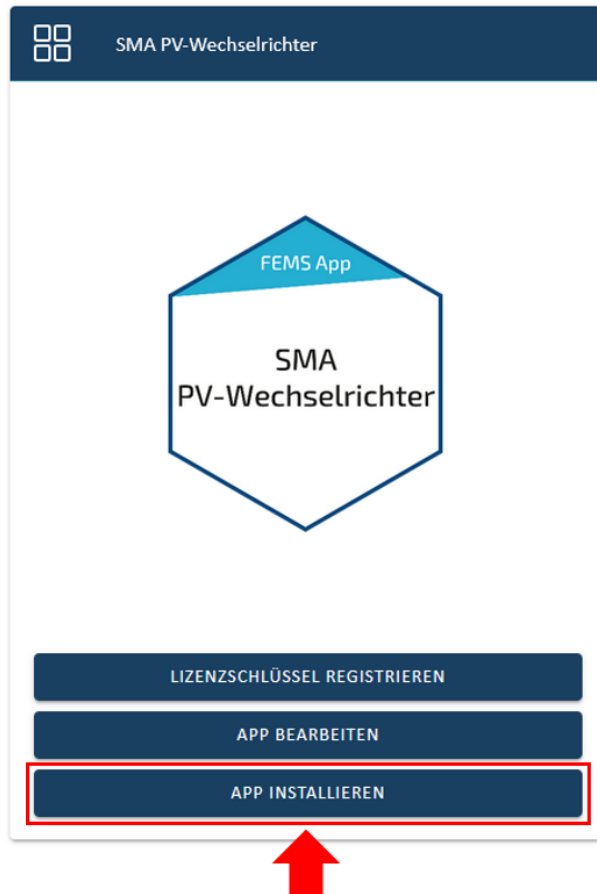 SMA PV-Wechselrichter
FEMS App
SMA
PV-Wechselrichter
LIZENZSCHLÜSSEL REGISTRIEREN
APP BEARBEITEN
APP INSTALLIEREN